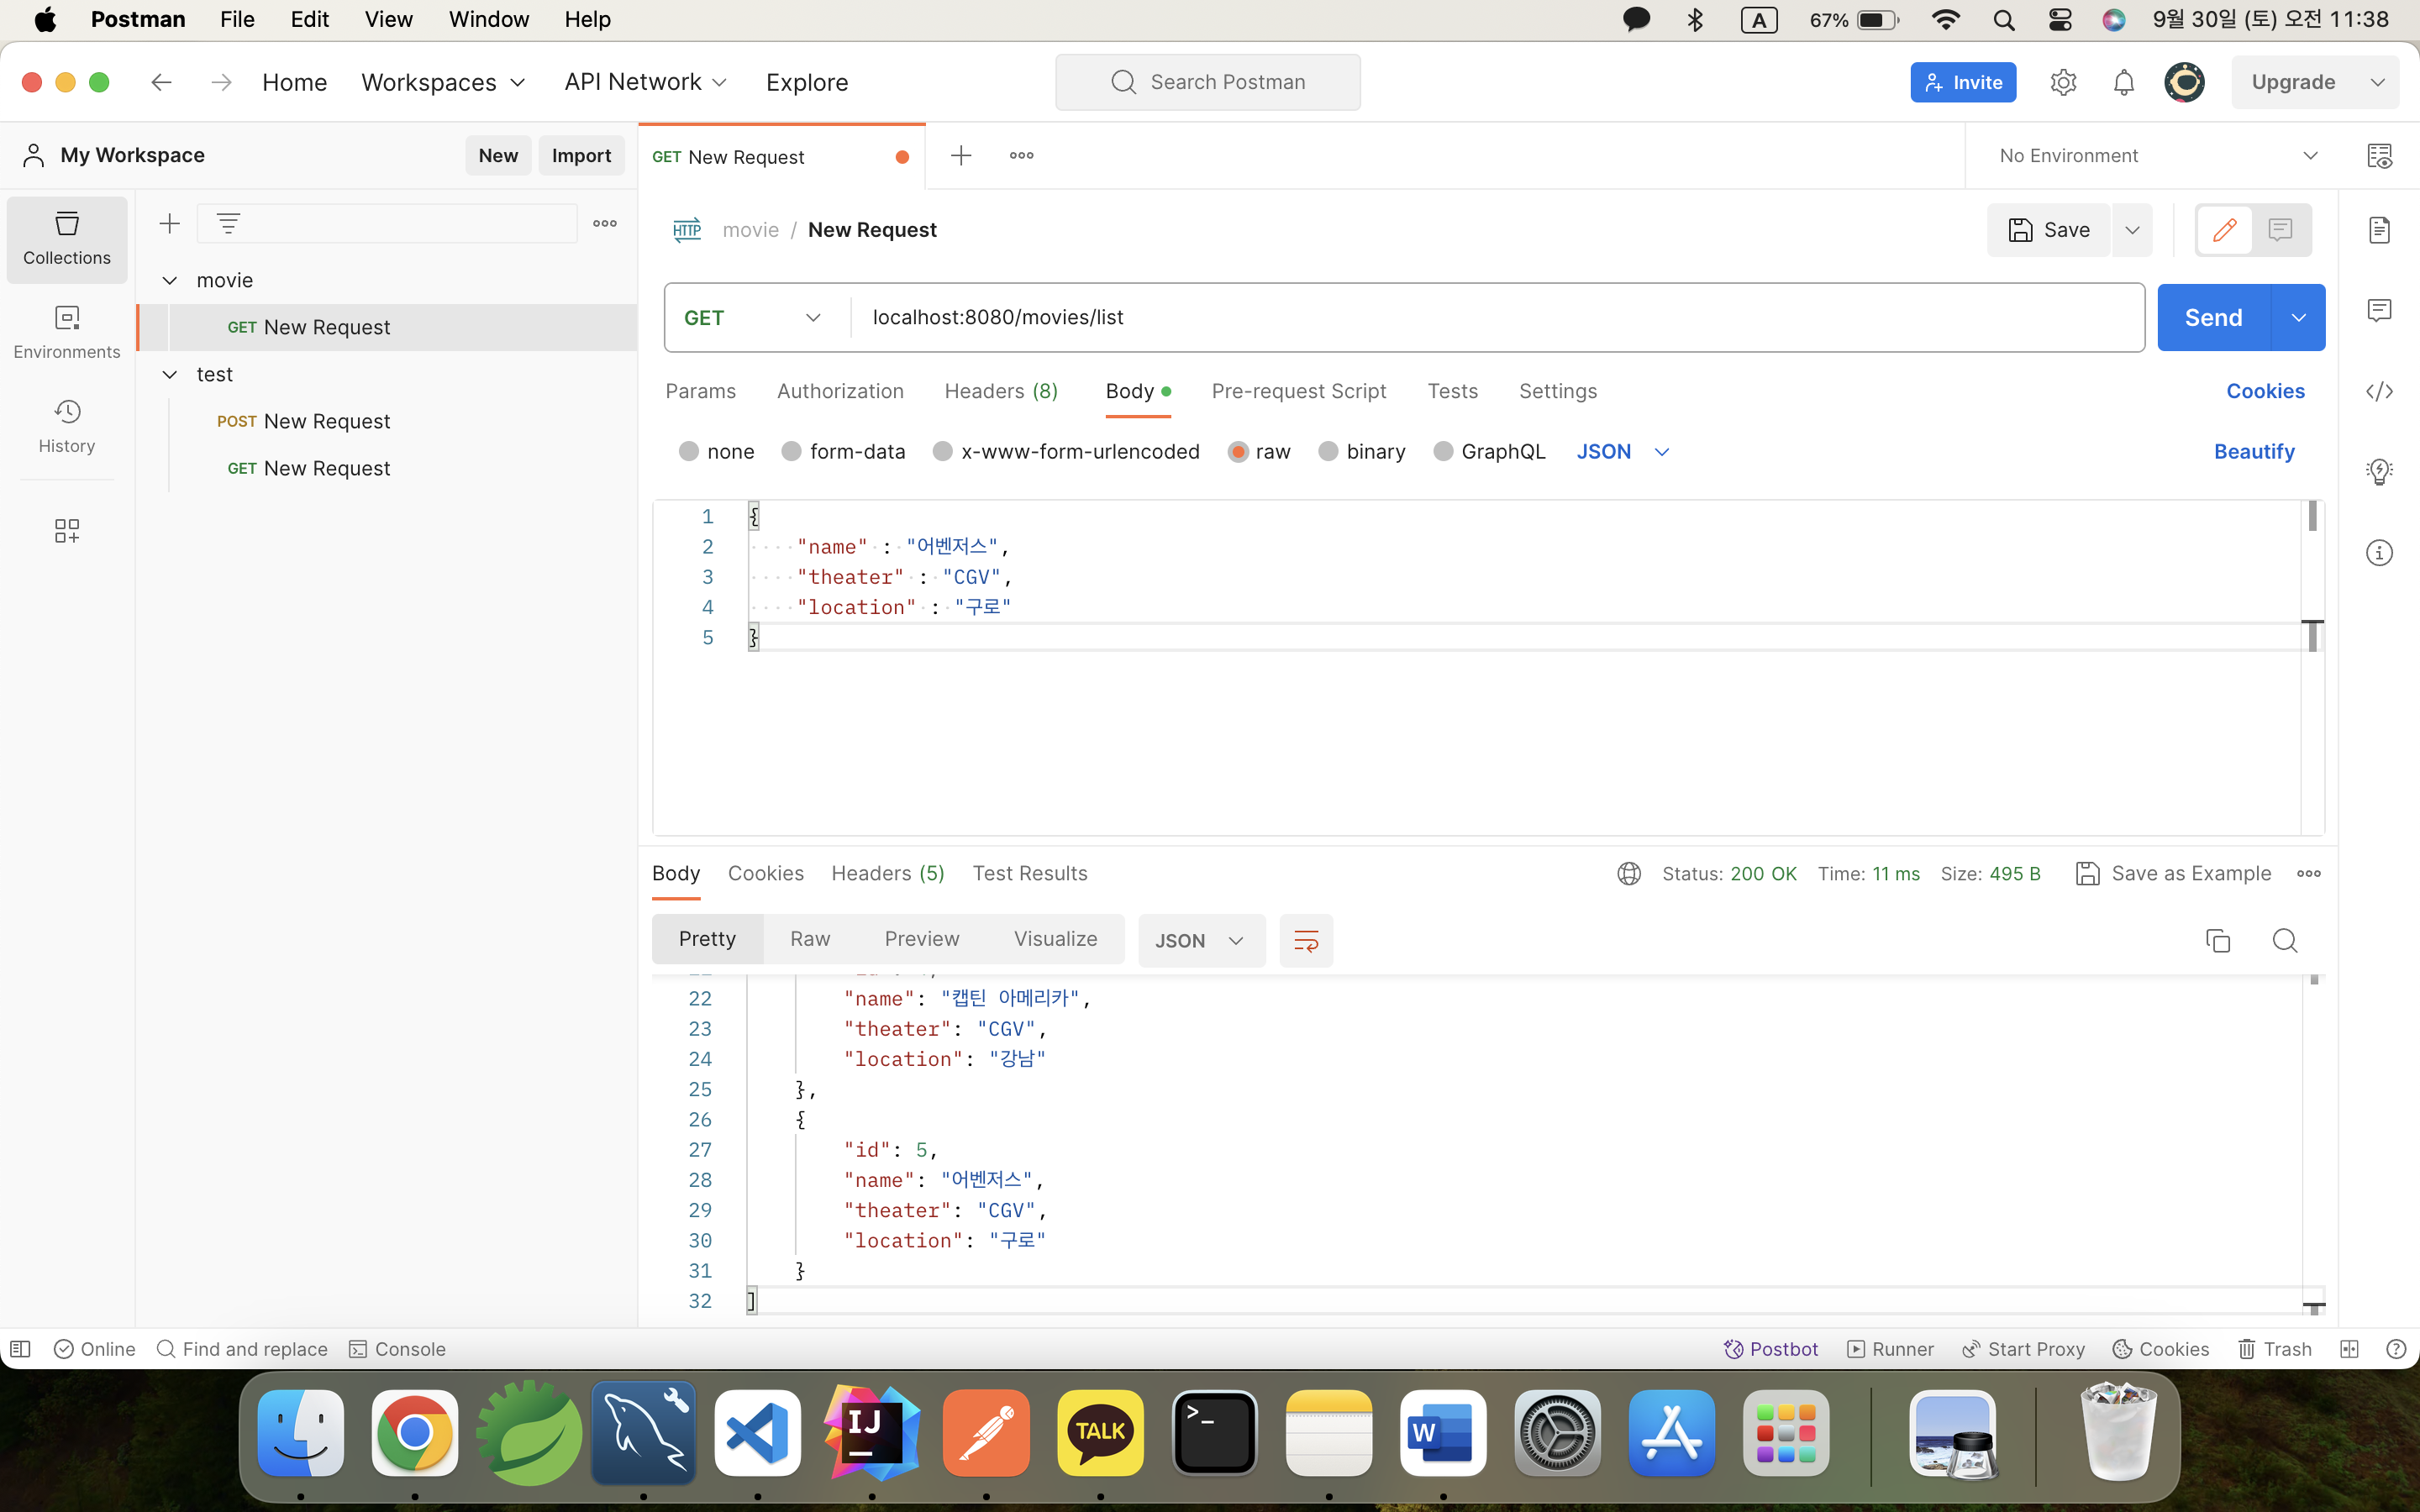 Postman File Edit View Window Help A 67% 9월 30일 (토) 오전 11:38
Home Workspaces API Network Explore Search Postman Invite Upgrade
My Workspace New Import GET New Request No Environment
Collections
Environments
History
movie
GET New Request
test
POST New Request
GET New Request
HTTP movie / New Request Save
GET localhost:8080/movies/list Send
Params Authorization Headers (8) Body Pre-request Script Tests Settings Cookies
none form-data x-www-form-urlencoded raw binary GraphQL JSON Beautify
1 {
2 "name" : "어벤저스",
3 "theater" : "CGV",
4 "location" : "구로"
5 }
Body Cookies Headers (5) Test Results Status: 200 OK Time: 11 ms Size: 495 B Save as Example
Pretty Raw Preview Visualize JSON
22 "name": "캡틴 아메리카",
23 "theater": "CGV",
24 "location": "강남"
25 },
26 {
27 "id": 5,
28 "name": "어벤저스",
29 "theater": "CGV",
30 "location": "구로"
31 }
32 ]
Online Find and replace Console Postbot Runner Start Proxy Cookies Trash
IJ TALK >_ W